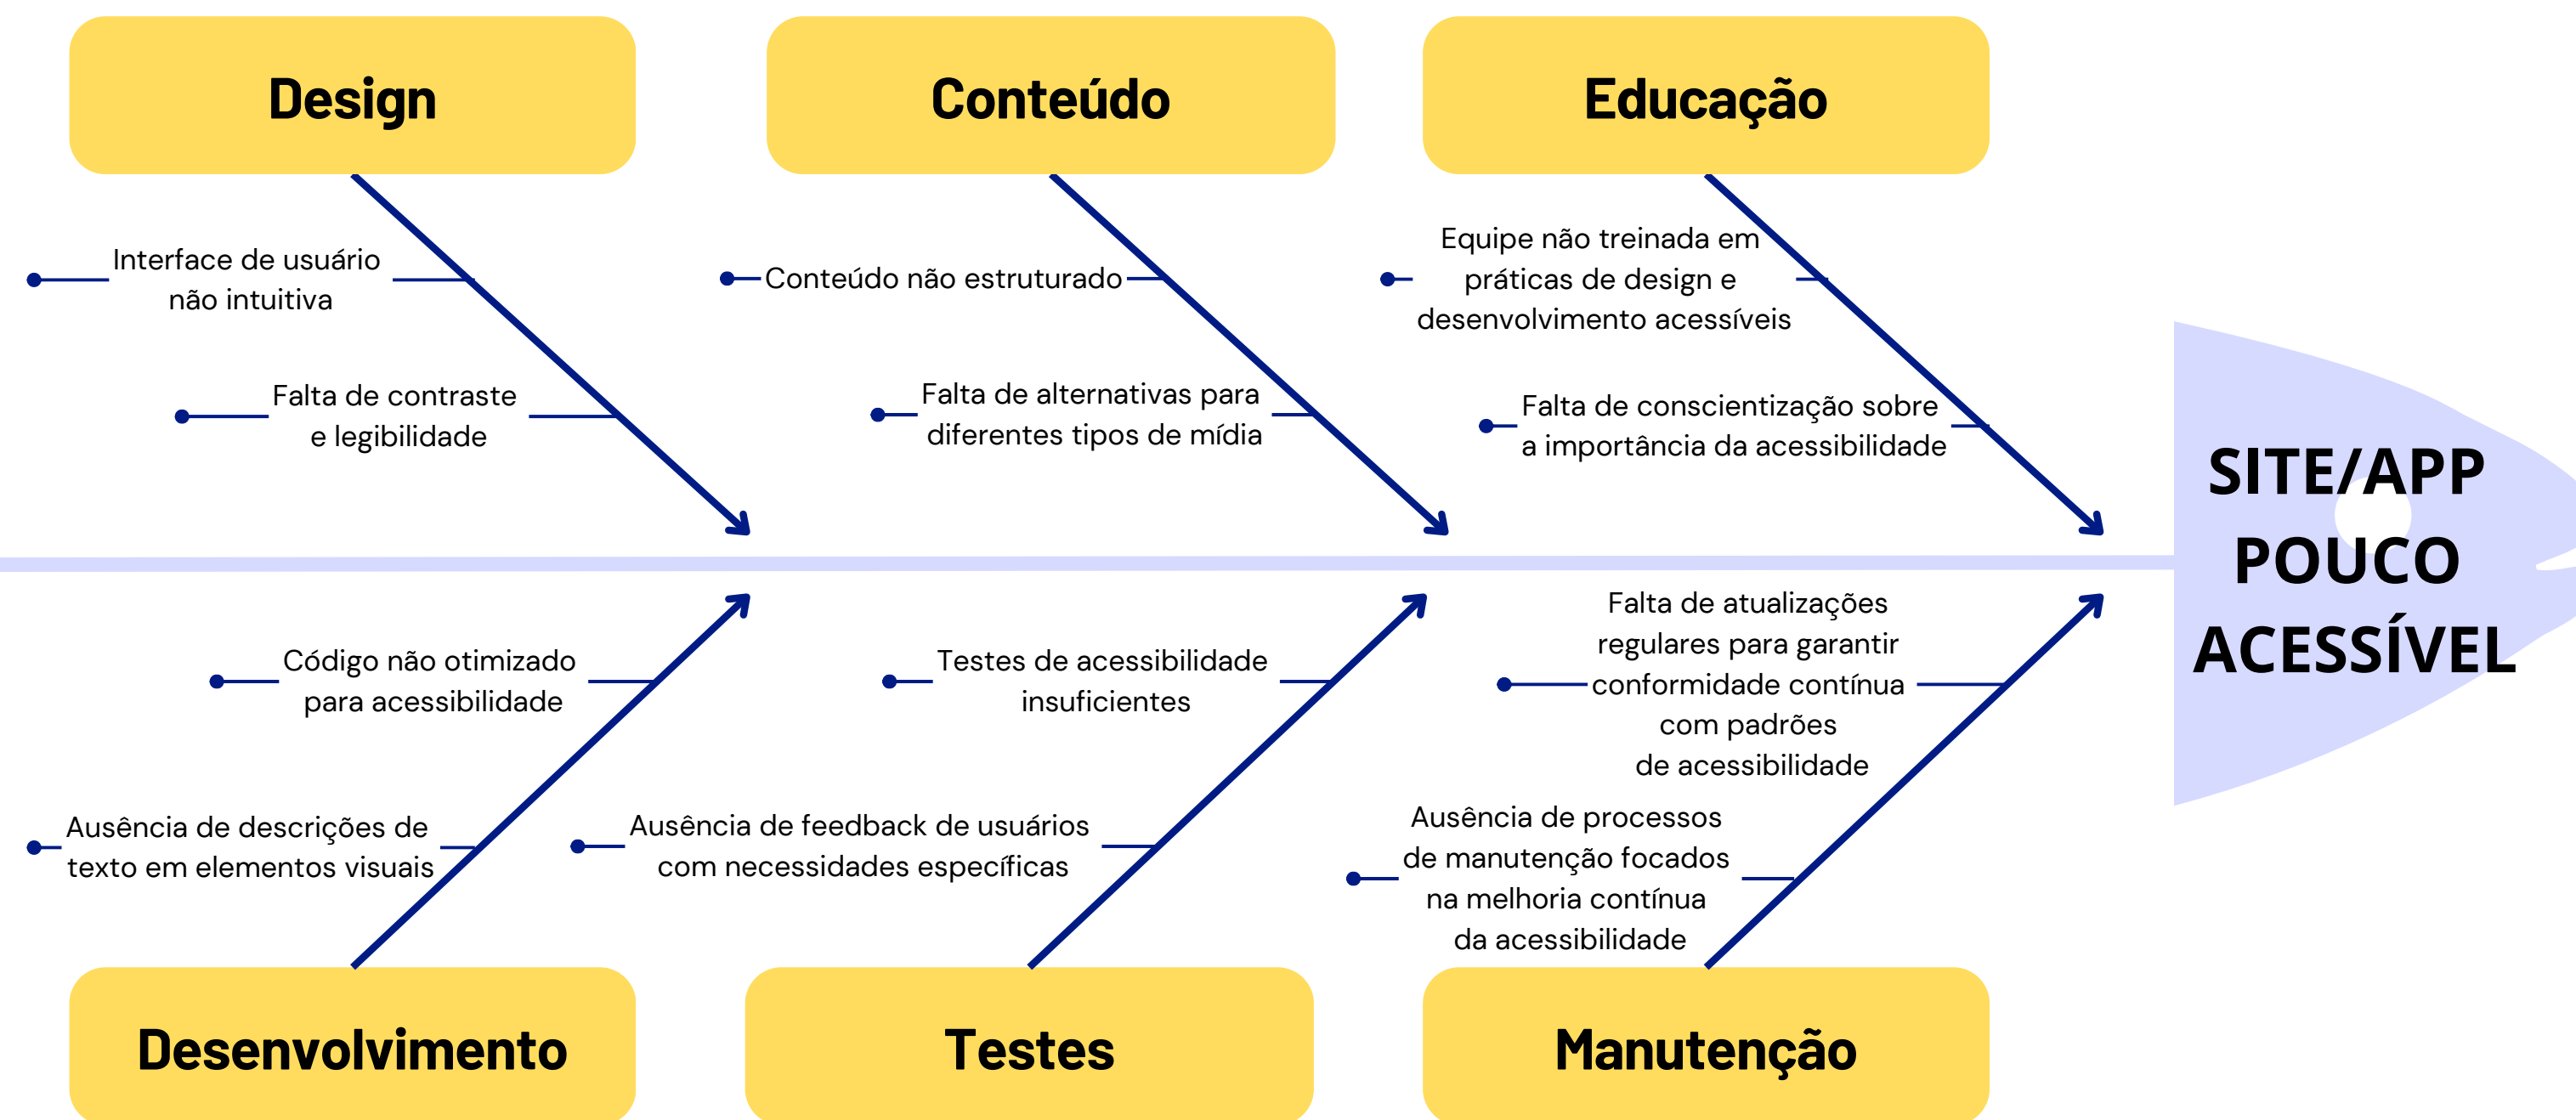 Design
Conteúdo
Educação
Interface de usuário
não intuitiva
Falta de contraste
e legibilidade
Conteúdo não estruturado
Falta de alternativas para
diferentes tipos de mídia
Equipe não treinada em
práticas de design e
desenvolvimento acessíveis
Falta de conscientização sobre
a importância da acessibilidade
SITE/APP
POUCO
ACESSÍVEL
Código não otimizado
para acessibilidade
Ausência de descrições de
texto em elementos visuais
Testes de acessibilidade
insuficientes
Ausência de feedback de usuários
com necessidades específicas
Falta de atualizações
regulares para garantir
conformidade contínua
com padrões
de acessibilidade
Ausência de processos
de manutenção focados
na melhoria contínua
da acessibilidade
Desenvolvimento
Testes
Manutenção